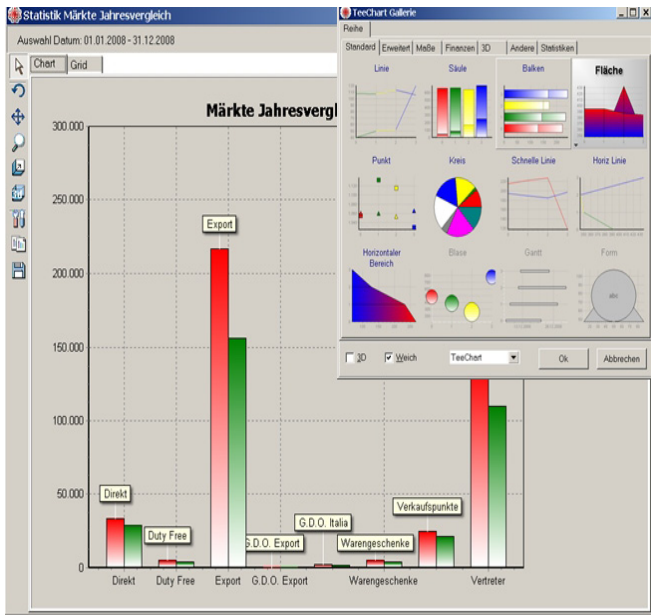 Statistik Märkte Jahresvergleich
Auswahl Datum: 01.01.2008 - 31.12.2008
Chart Grid
Märkte Jahresvergl
300.000
250.000
200.000
150.000
100.000
50.000
0
Export
Direkt
Duty Free
G.D.O. Export
G.D.O. Italia
Warengeschenke
Verkaufspunkte
Direkt Duty Free Export G.D.O. Export Warengeschenke Vertreter
TeeChart Gallerie
Reihe
Standard Erweitert Maße Finanzen 3D Andere Statistiken
Linie Säule Balken Fläche
Punkt Kreis Schnelle Linie Horiz Linie
Horizontaler Bereich Blase Gantt Form
abc
3D Weich TeeChart Ok Abbrechen